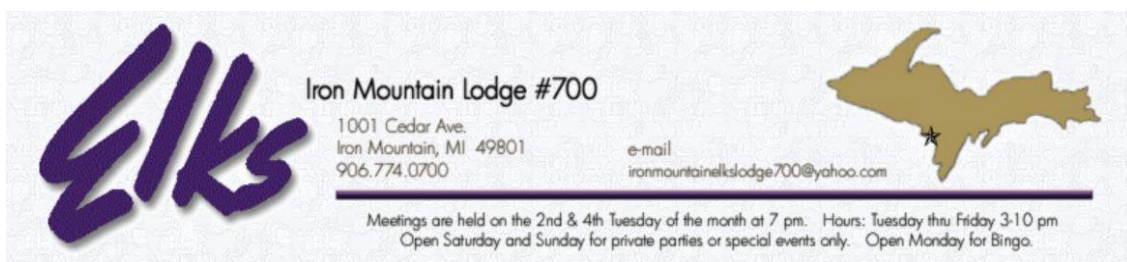 Elks
Iron Mountain Lodge #700
1001 Cedar Ave.
Iron Mountain, MI 49801
906.774.0700
e-mail
ironmountainelkslodge700@yahoo.com
Meetings are held on the 2nd & 4th Tuesday of the month at 7 pm. Hours: Tuesday thru Friday 3-10 pm
Open Saturday and Sunday for private parties or special events only. Open Monday for Bingo.